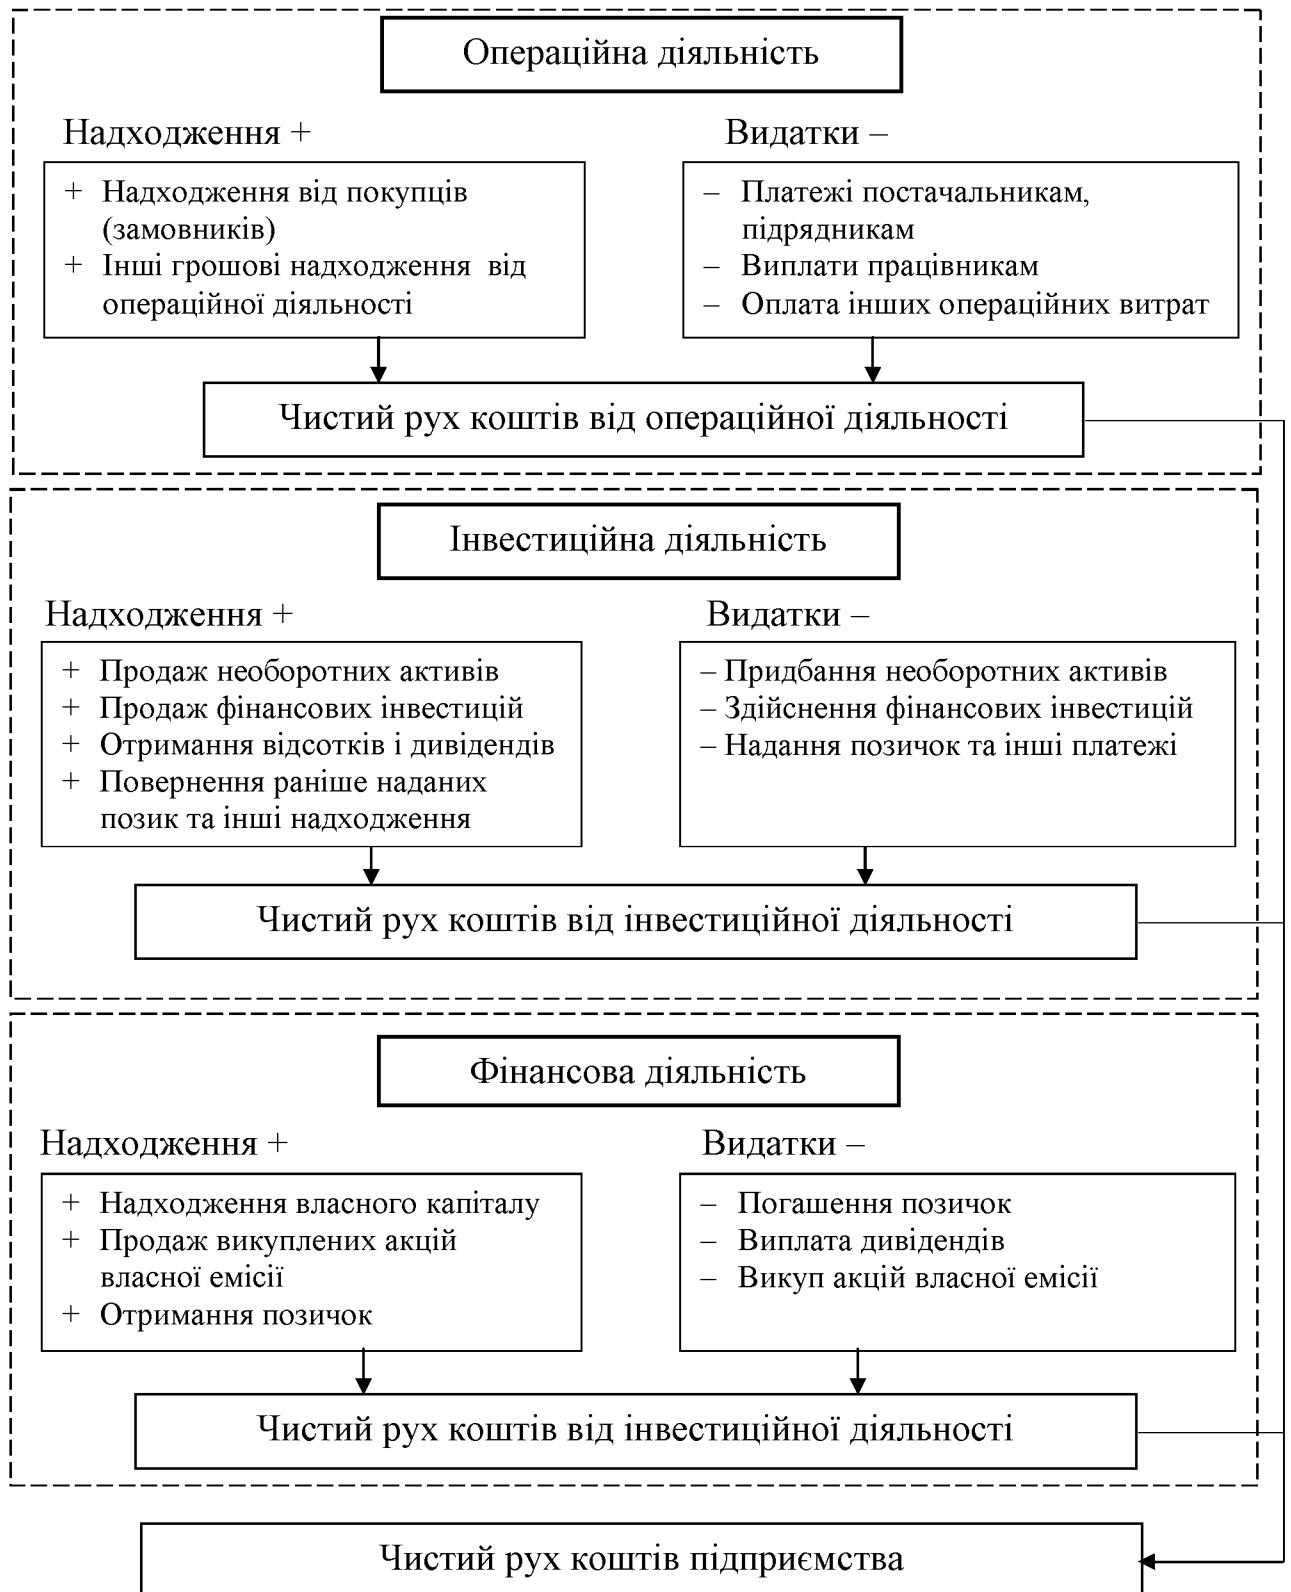 Операційна діяльність
Надходження +
+ Надходження від покупців
(замовників)
+ Інші грошові надходження від
операційної діяльності
Видатки –
– Платежі постачальникам,
підрядникам
– Виплати працівникам
– Оплата інших операційних витрат
Чистий рух коштів від операційної діяльності
Інвестиційна діяльність
Надходження +
+ Продаж необоротних активів
+ Продаж фінансових інвестицій
+ Отримання відсотків і дивідендів
+ Повернення раніше наданих
позик та інші надходження
Видатки –
– Придбання необоротних активів
– Здійснення фінансових інвестицій
– Надання позичок та інші платежі
Чистий рух коштів від інвестиційної діяльності
Фінансова діяльність
Надходження +
+ Надходження власного капіталу
+ Продаж викуплених акцій
власної емісії
+ Отримання позичок
Видатки –
– Погашення позичок
– Виплата дивідендів
– Викуп акцій власної емісії
Чистий рух коштів від інвестиційної діяльності
Чистий рух коштів підприємства